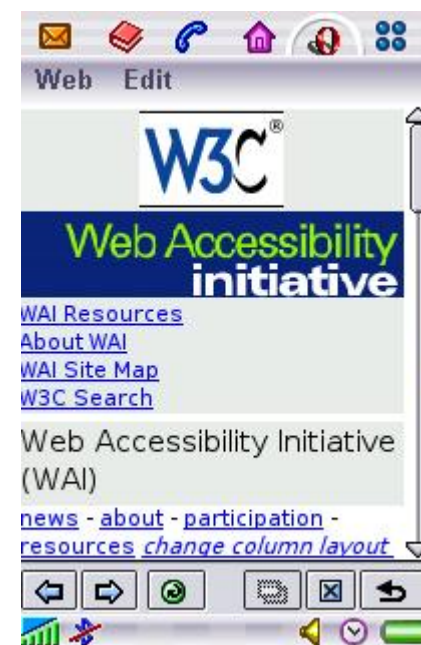 Web Edit
W3C®
Web Accessibility
initiative
WAI Resources
About WAI
WAI Site Map
W3C Search
Web Accessibility Initiative
(WAI)
news - about - participation -
resources change column layout